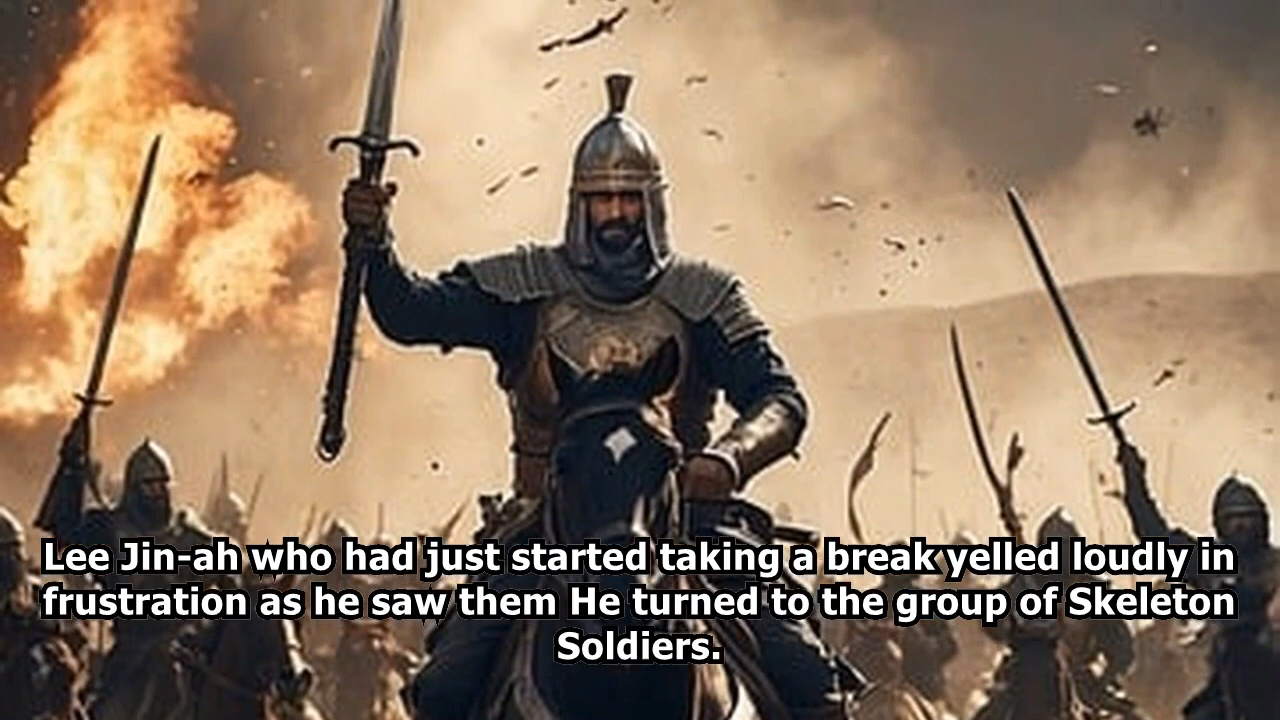 Lee Jin-ah who had just started taking a break yelled loudly in
frustration as he saw them He turned to the group of Skeleton
Soldiers.